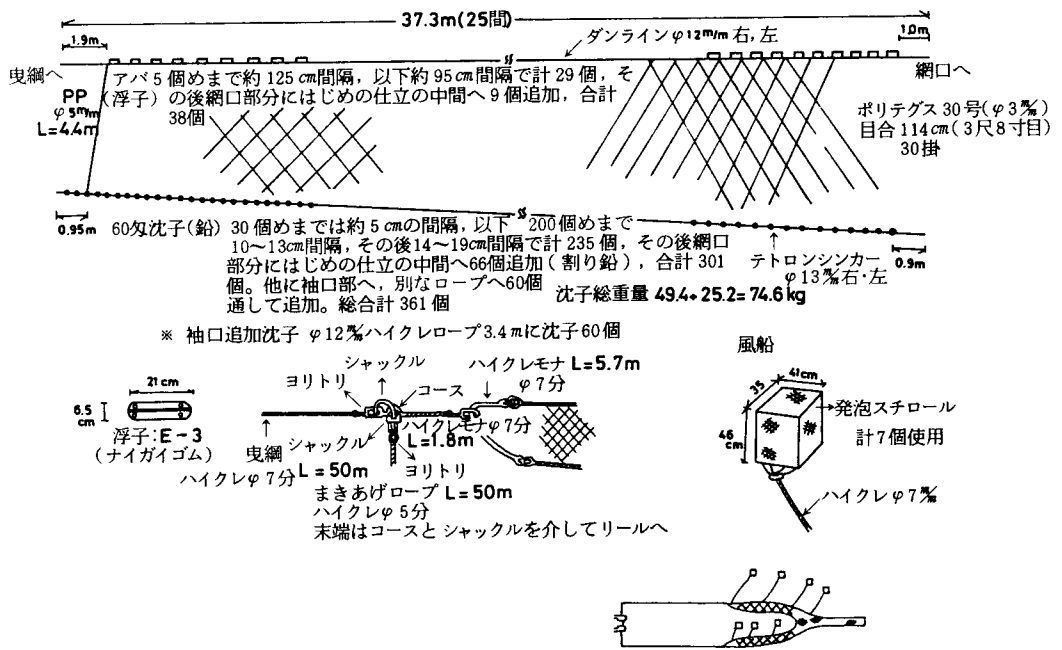 37.3m(25間)
1.9m
1.0m
ダンラインφ12m/m 右,左
曳綱へ
網口へ
アバ5個めまで約125cm間隔,以下約95cm間隔で計29個,そ
(浮子)の後網口部分にはじめの仕立の中間へ9個追加,合計
38個
PP
φ5m/m
L=4.4m
ポリテグス30号(φ3m/m)
目合114cm(3尺8寸目)
30掛
0.95m
60匁沈子(鉛) 30個めまでは約5cmの間隔,以下 200個めまで
10~13cm間隔,その後14~19cm間隔で計235個,その後網口
部分にはじめの仕立の中間へ66個追加(割り鉛),合計301
個。他に袖口部へ,別なロープへ60個
通して追加。総合計361個
テトロンシンカー
φ13m/m右・左
0.9m
沈子総重量 49.4+25.2=74.6kg
※ 袖口追加沈子 φ12m/mハイクレロープ3.4mに沈子60個
21cm
6.5cm
浮子:E-3
(ナイガイゴム)
シャックル
ヨリトリ
コース
ハイクレモナ L=5.7m
φ7分
ハイクレモナφ7分
L=1.8m
曳綱
ハイクレφ7分
シャックル
L=50m
ヨリトリ
まきあげロープ L=50m
ハイクレφ5分
末端はコースとシャックルを介してリールへ
風船
35
41cm
46cm
発泡スチロール
計7個使用
ハイクレφ7m/m